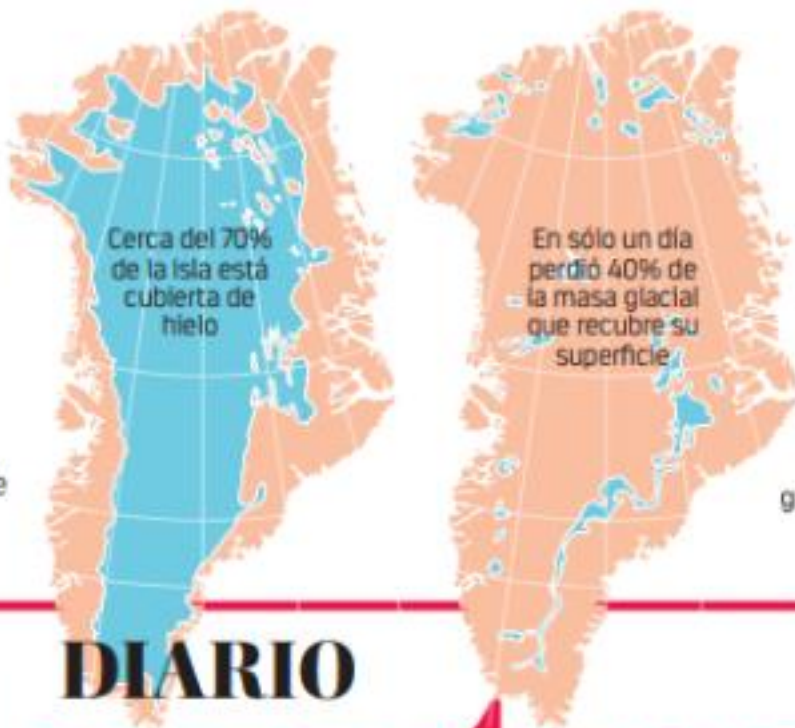 Cerca del 70%
de la isla está
cubierta de
hielo
En sólo un día
perdió 40% de
la masa glacial
que recubre su
superficie
e
g
DIARIO